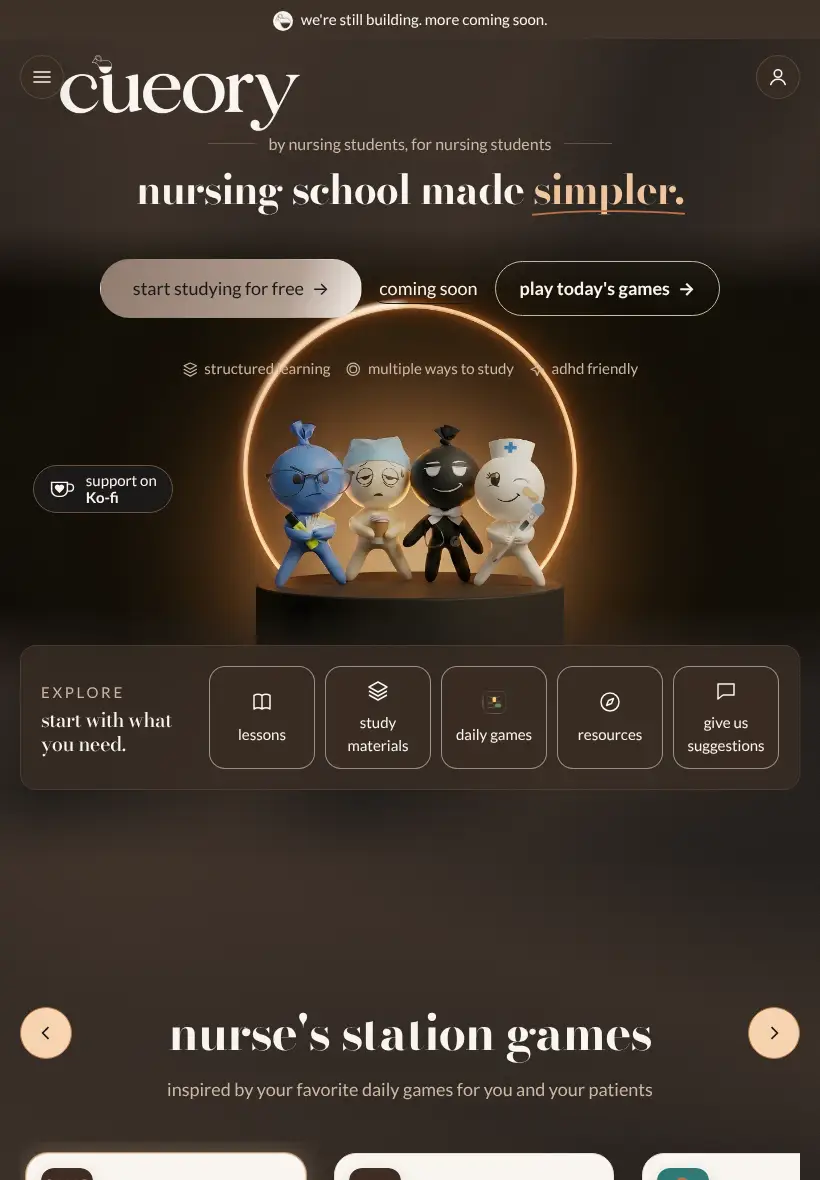 we're still building. more coming soon.
cueory
by nursing students, for nursing students
nursing school made simpler.
start studying for free →
coming soon
play today's games →
structured learning
multiple ways to study
adhd friendly
support on
Ko-fi
EXPLORE
start with what
you need.
lessons
study
materials
daily games
resources
give us
suggestions
nurse's station games
inspired by your favorite daily games for you and your patients